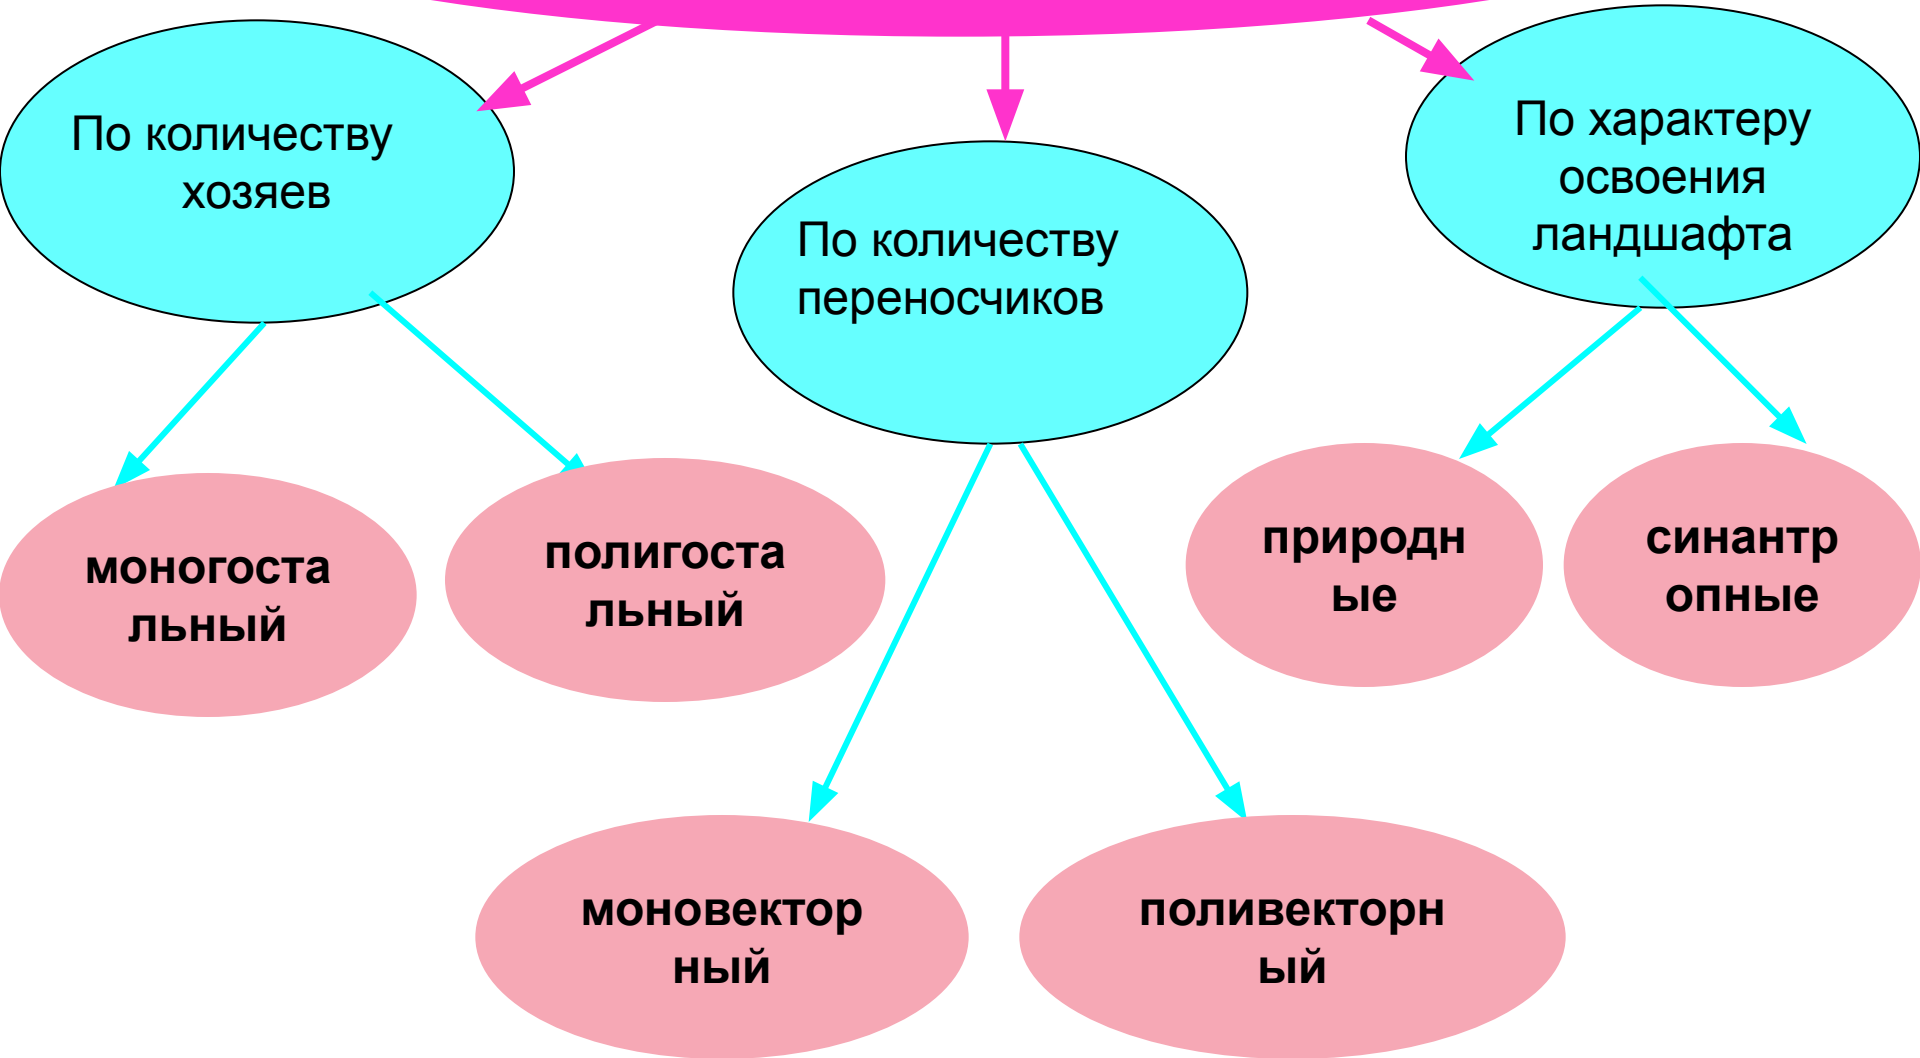 По количеству
хозяев
По количеству
переносчиков
По характеру
освоения
ландшафта
моногоста
льный
полигоста
льный
природн
ые
синантр
опные
моновектор
ный
поливекторн
ый